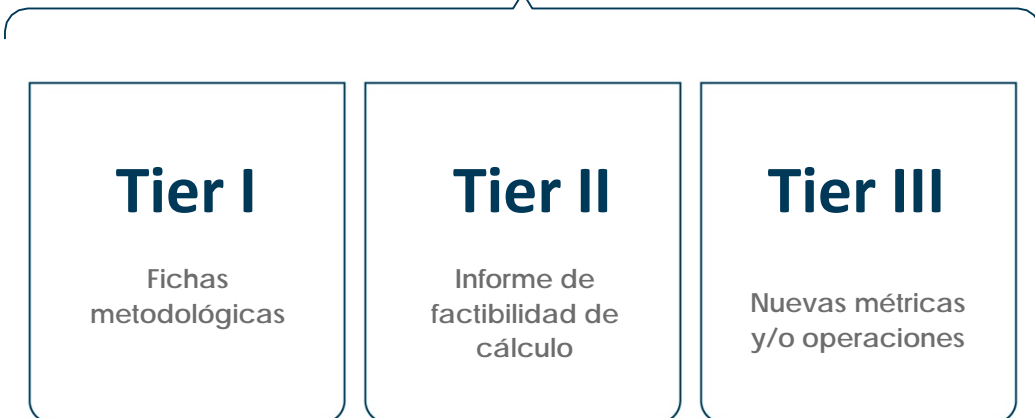 Tier I
Fichas
metodológicas
Tier II
Informe de
factibilidad de
cálculo
Tier III
Nuevas métricas
y/o operaciones